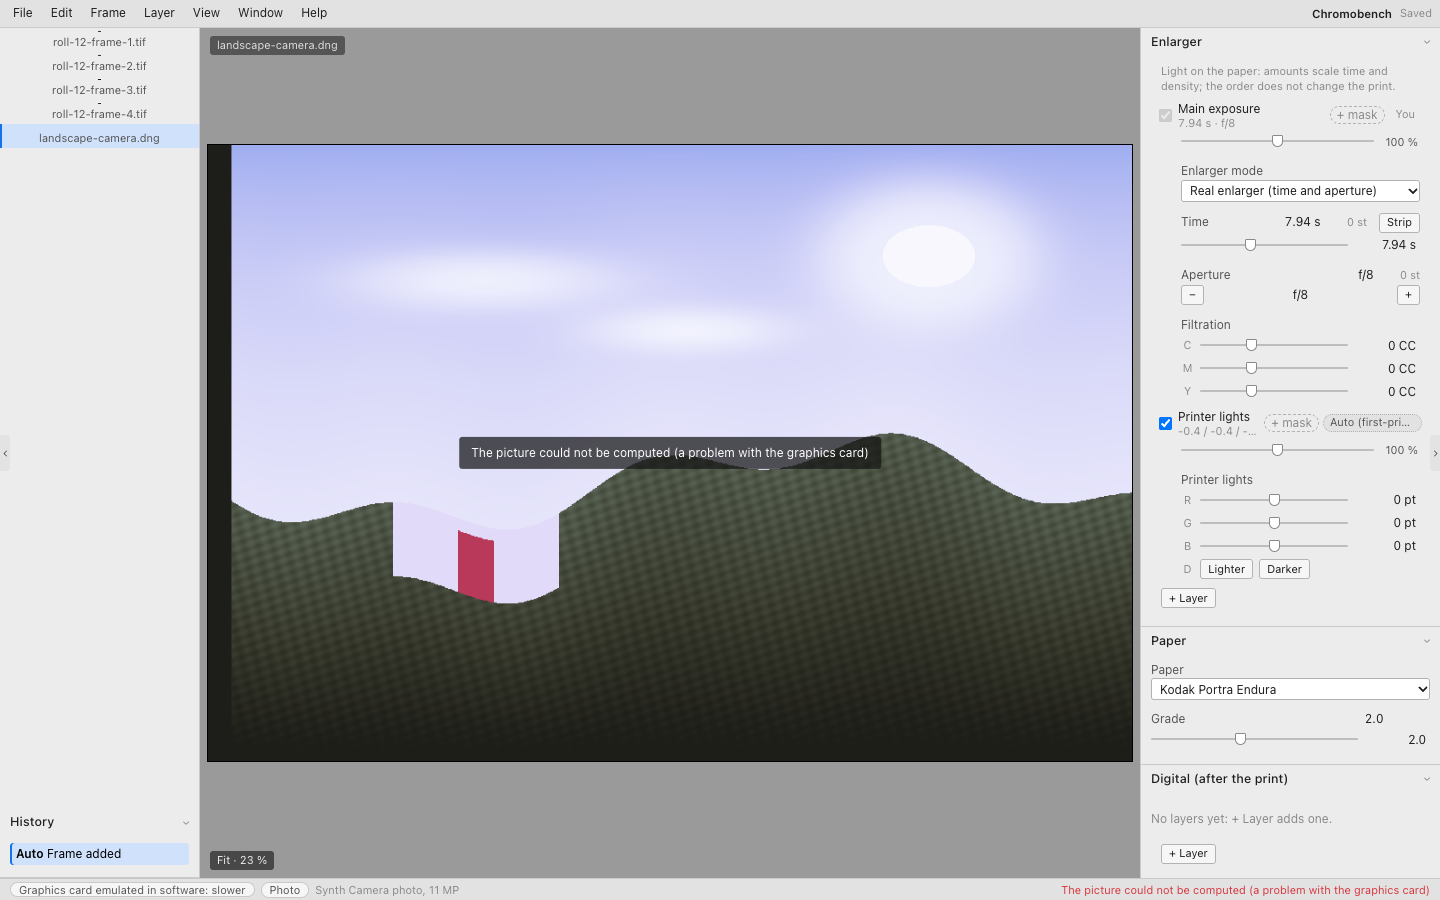 File Edit Frame Layer View Window Help
Chromobench Saved
roll-12-frame-1.tif
roll-12-frame-2.tif
roll-12-frame-3.tif
roll-12-frame-4.tif
landscape-camera.dng
History
Auto Frame added
landscape-camera.dng
The picture could not be computed (a problem with the graphics card)
Fit · 23 %
Enlarger
Light on the paper: amounts scale time and
density; the order does not change the print.
Main exposure + mask You
7.94 s · f/8
100 %
Enlarger mode
Real enlarger (time and aperture)
Time 7.94 s 0 st Strip
7.94 s
Aperture f/8 0 st
− f/8 +
Filtration
C 0 CC
M 0 CC
Y 0 CC
Printer lights + mask Auto (first-pri...
-0.4 / -0.4 / -...
100 %
Printer lights
R 0 pt
G 0 pt
B 0 pt
D Lighter Darker
+ Layer
Paper
Paper
Kodak Portra Endura
Grade 2.0
2.0
Digital (after the print)
No layers yet: + Layer adds one.
+ Layer
Graphics card emulated in software: slower Photo Synth Camera photo, 11 MP
The picture could not be computed (a problem with the graphics card)